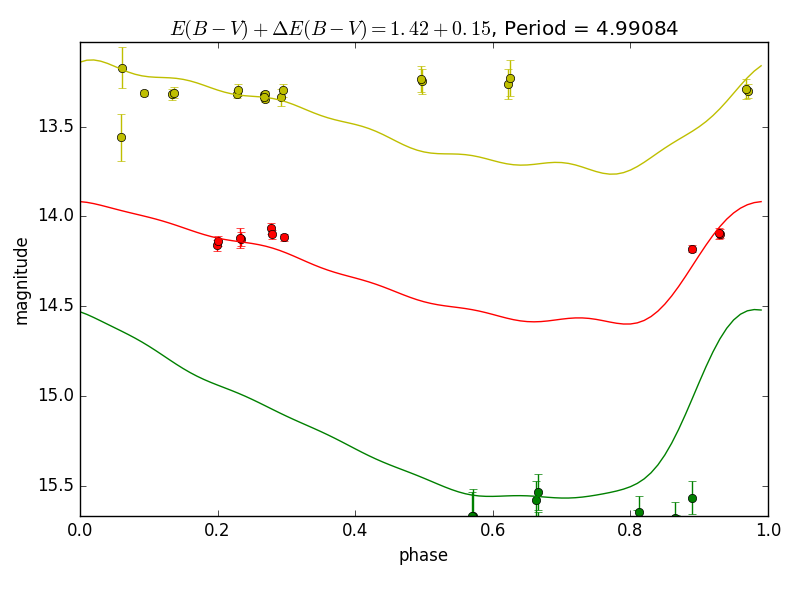 E(B − V) + ΔE(B − V) = 1.42 + 0.15, Period = 4.99084
13.5
14.0
14.5
15.0
15.5
magnitude
0.0 0.2 0.4 0.6 0.8 1.0
phase